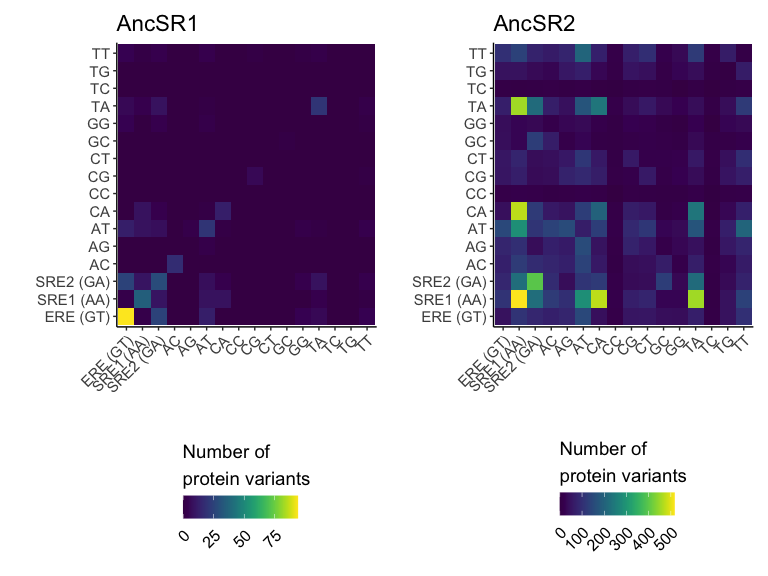 AncSR1
TT
TG
TC
TA
GG
GC
CT
CG
CC
CA
AT
AG
AC
SRE2 (GA)
SRE1 (AA)
ERE (GT)
ERE (GT)
SRE1 (AA)
SRE2 (GA)
AC
AG
AT
CA
CC
CG
CT
GC
GG
TA
TC
TG
TT
Number of
protein variants
0
25
50
75
AncSR2
TT
TG
TC
TA
GG
GC
CT
CG
CC
CA
AT
AG
AC
SRE2 (GA)
SRE1 (AA)
ERE (GT)
ERE (GT)
SRE1 (AA)
SRE2 (GA)
AC
AG
AT
CA
CC
CG
CT
GC
GG
TA
TC
TG
TT
Number of
protein variants
0
100
200
300
400
500